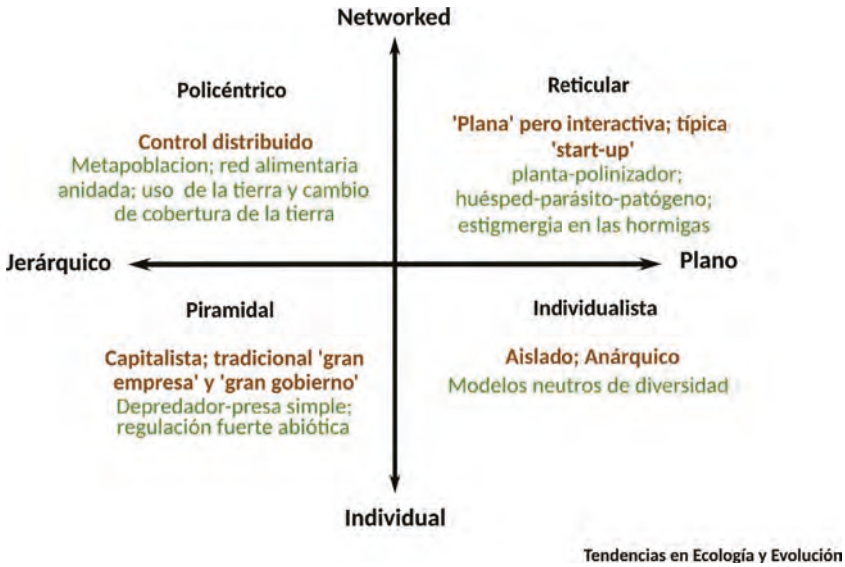 Networked
Policéntrico
Control distribuido
Metapoblacion; red alimentaria
anidada; uso de la tierra y cambio
de cobertura de la tierra
Reticular
'Plana' pero interactiva; típica
'start-up'
planta-polinizador;
huésped-parásito-patógeno;
estigmergia en las hormigas
Jerárquico
Plano
Piramidal
Capitalista; tradicional 'gran
empresa' y 'gran gobierno'
Depredador-presa simple;
regulación fuerte abiótica
Individualista
Aislado; Anárquico
Modelos neutros de diversidad
Individual
Tendencias en Ecología y Evolución